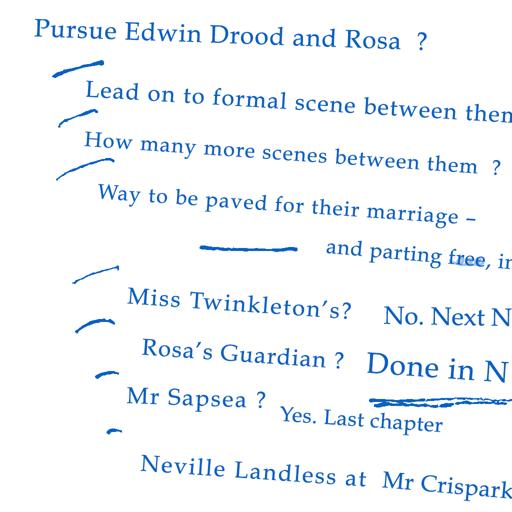 Pursue Edwin Drood and Rosa ?
Lead on to formal scene between them
How many more scenes between them ?
Way to be paved for their marriage –
and parting free, in
Miss Twinkleton's? No. Next N
Rosa's Guardian ? Done in N
Mr Sapsea ? Yes. Last chapter
Neville Landless at Mr Crispark